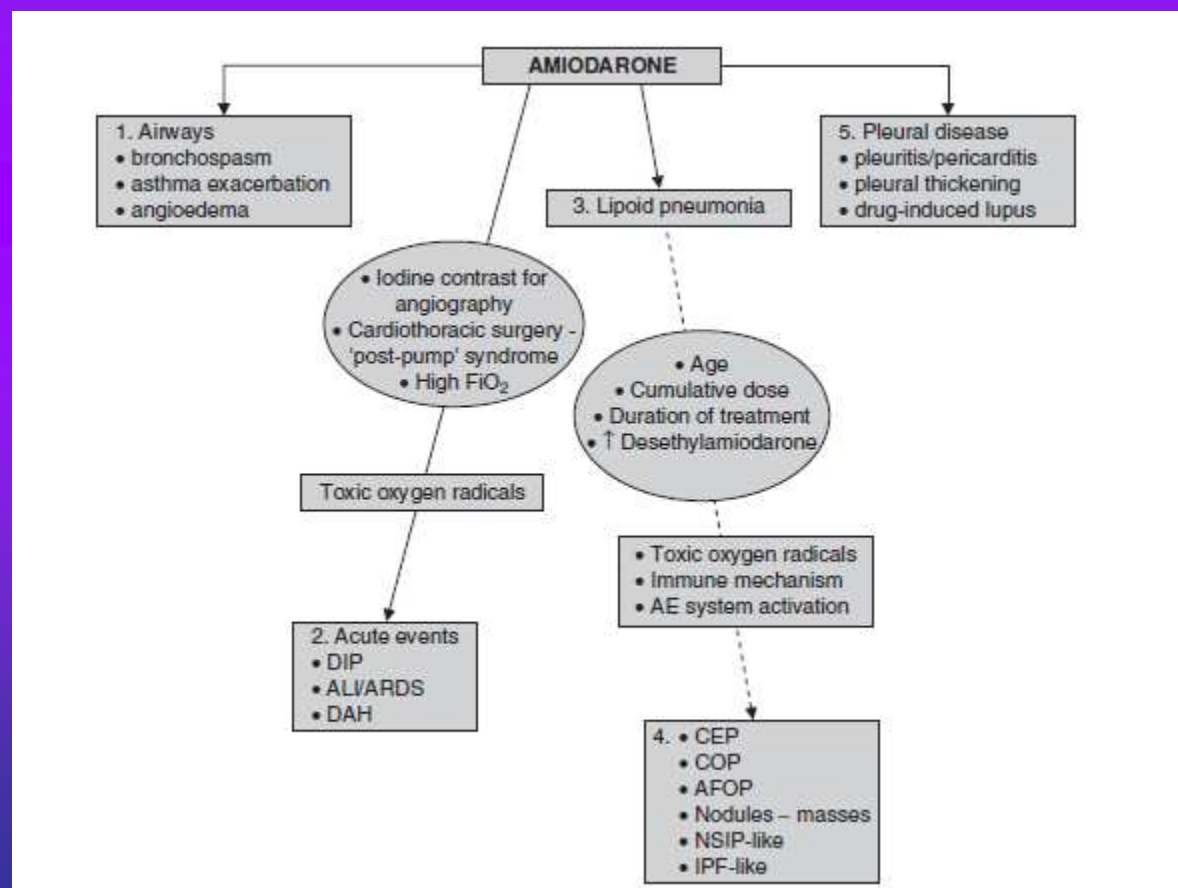 AMIODARONE
1. Airways
• bronchospasm
• asthma exacerbation
• angioedema
5. Pleural disease
• pleuritis/pericarditis
• pleural thickening
• drug-induced lupus
3. Lipoid pneumonia
• Iodine contrast for
angiography
• Cardiothoracic surgery -
'post-pump' syndrome
• High FiO₂
• Age
• Cumulative dose
• Duration of treatment
• ↑ Desethylamiodarone
Toxic oxygen radicals
• Toxic oxygen radicals
• Immune mechanism
• AE system activation
2. Acute events
• DIP
• ALI/ARDS
• DAH
4. • CEP
• COP
• AFOP
• Nodules – masses
• NSIP-like
• IPF-like